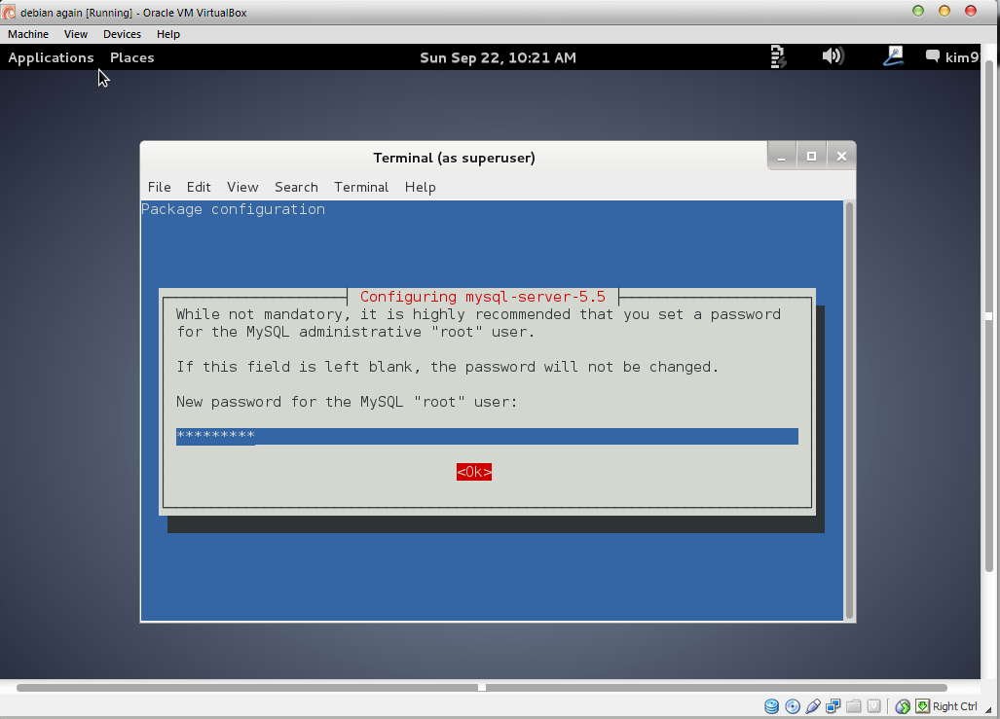 debian again [Running] - Oracle VM VirtualBox
Machine View Devices Help
Applications Places Sun Sep 22, 10:21 AM kim9
Terminal (as superuser)
File Edit View Search Terminal Help
Package configuration
Configuring mysql-server-5.5
While not mandatory, it is highly recommended that you set a password
for the MySQL administrative "root" user.
If this field is left blank, the password will not be changed.
New password for the MySQL "root" user:
*********
<Ok>
Right Ctrl